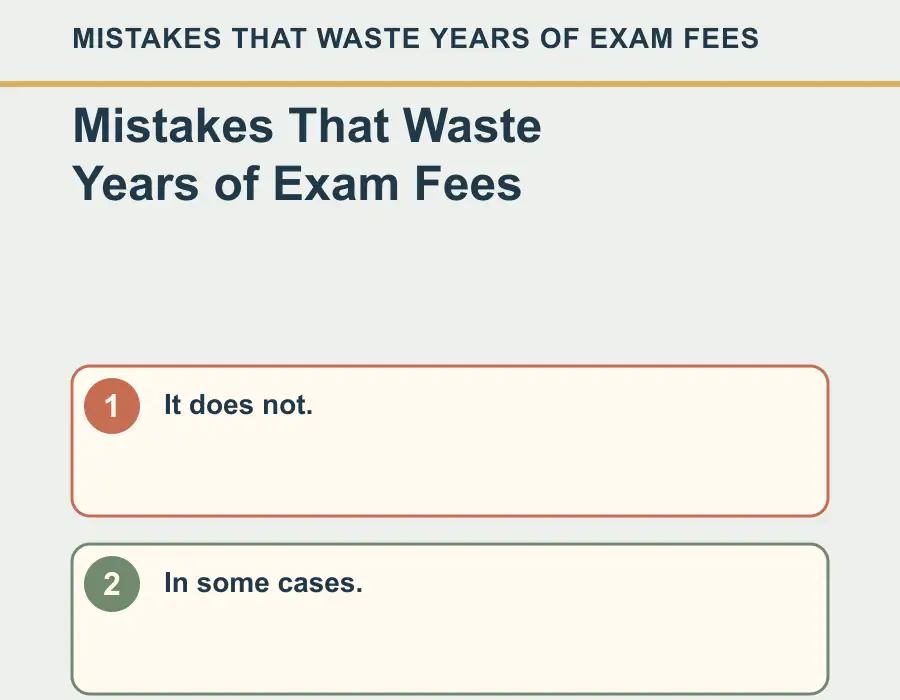 MISTAKES THAT WASTE YEARS OF EXAM FEES
Mistakes That Waste
Years of Exam Fees
1 It does not.
2 In some cases.